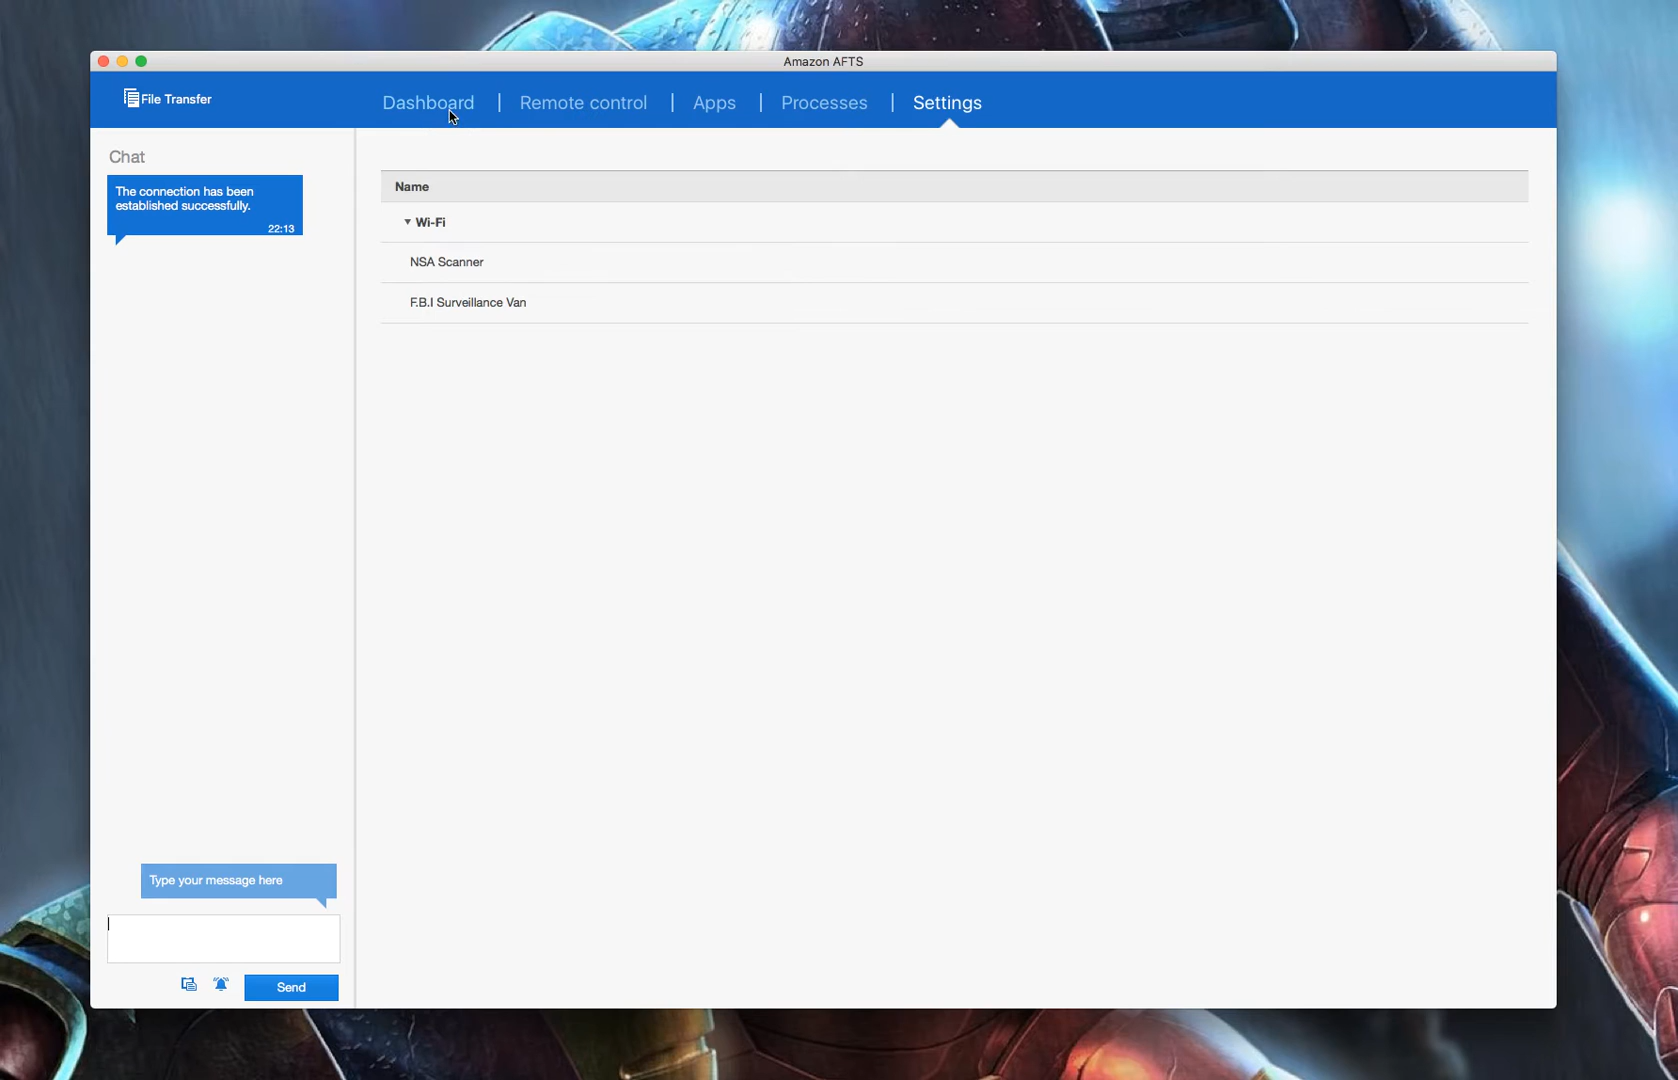 Amazon AFTS
File Transfer
Dashboard | Remote control | Apps | Processes | Settings
Chat
The connection has been
established successfully.
22:13
Name
Wi-Fi
NSA Scanner
F.B.I Surveillance Van
Type your message here
Send